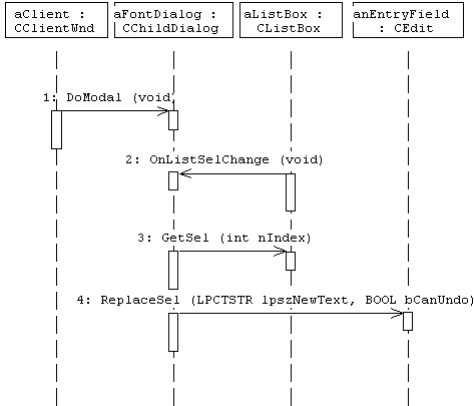 aClient :
CClientWnd
aFontDialog :
CChildDialog
aListBox :
CListBox
anEntryField
: CEdit
1: DoModal (void)
2: OnListSelChange (void)
3: GetSel (int nIndex)
4: ReplaceSel (LPCTSTR lpszNewText, BOOL bCanUndo)